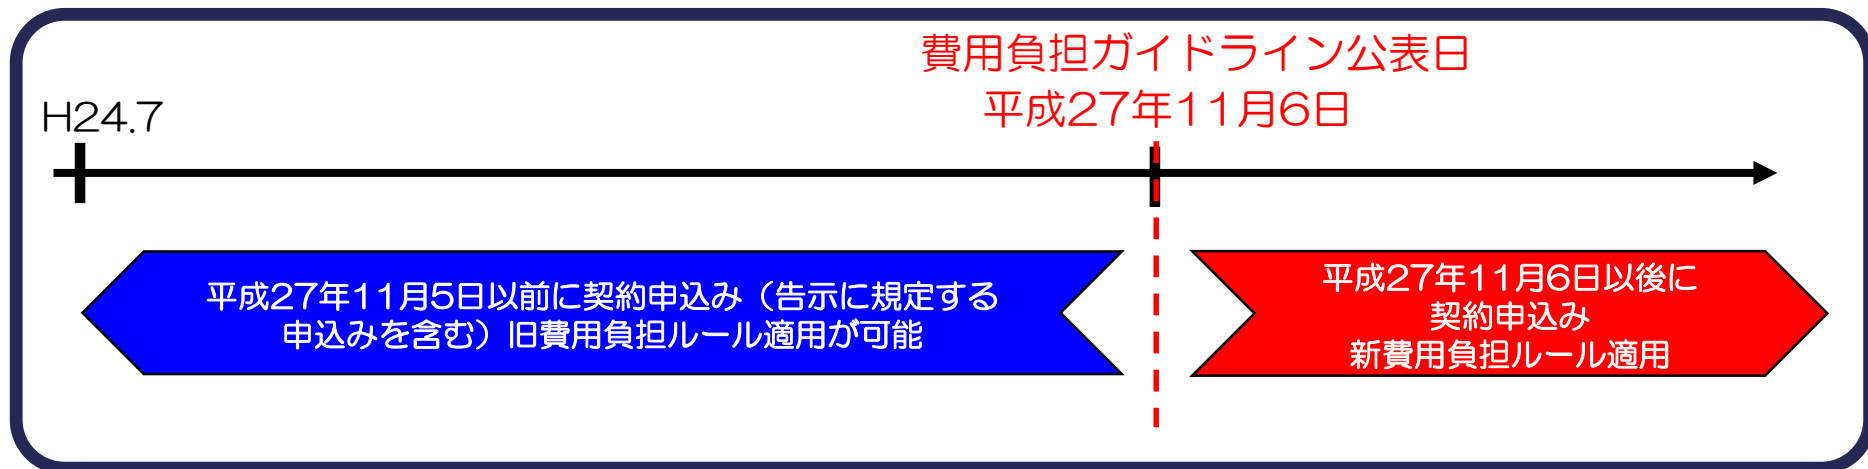 費用負担ガイドライン公表日
平成27年11月6日
H24.7
平成27年11月5日以前に契約申込み（告示に規定する
申込みを含む）旧費用負担ルール適用が可能
平成27年11月6日以後に
契約申込み
新費用負担ルール適用